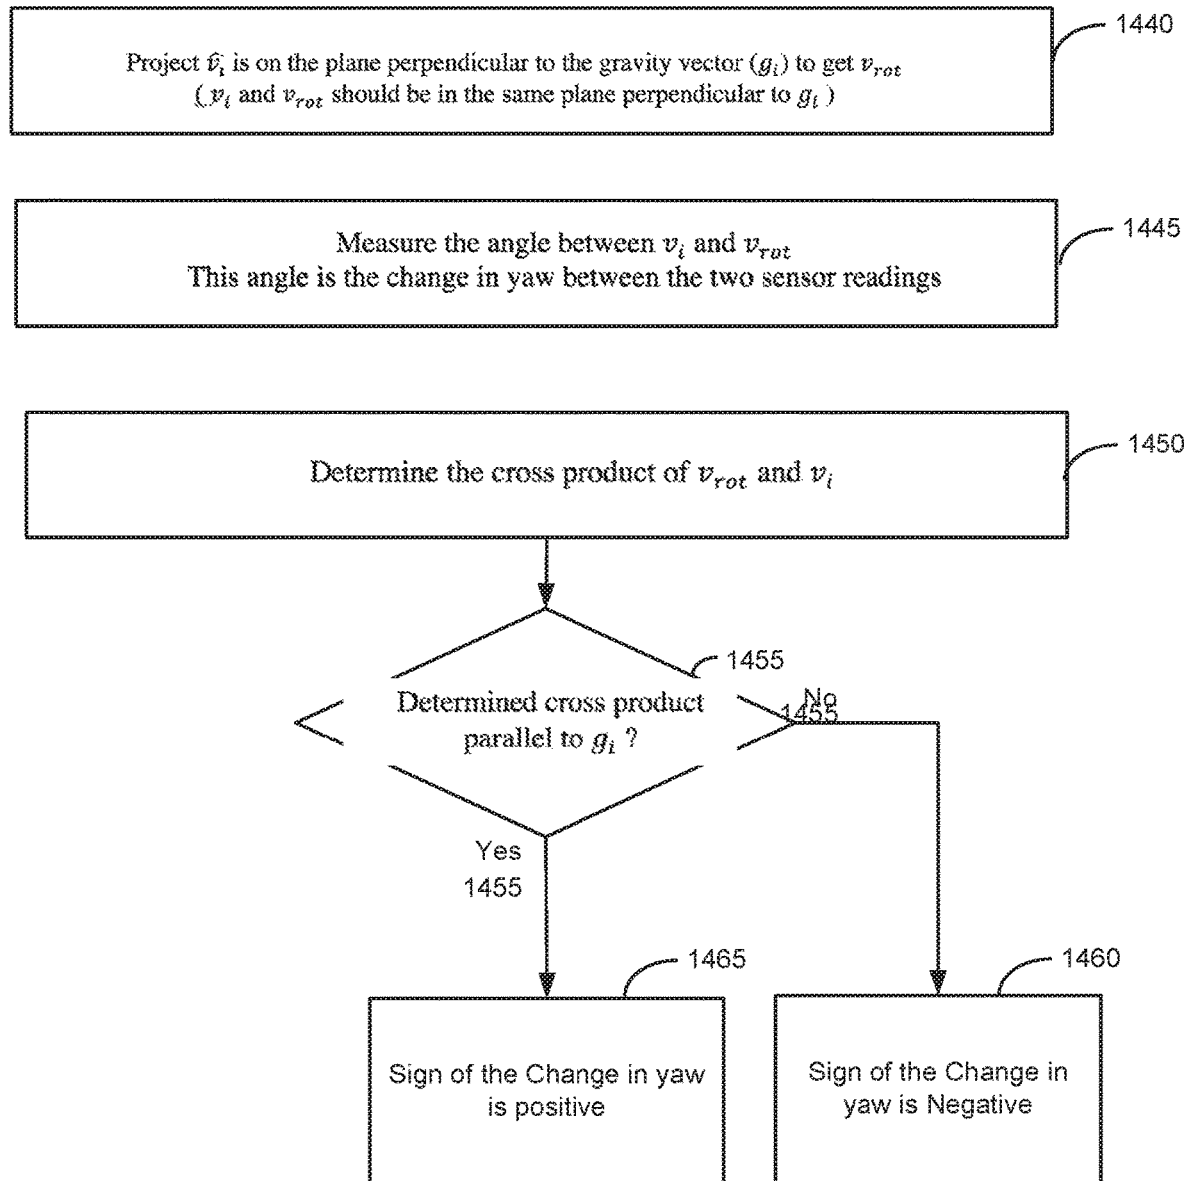 1440
Project v̂ᵢ is on the plane perpendicular to the gravity vector (gᵢ) to get vᵣₒₜ
( vᵢ and vᵣₒₜ should be in the same plane perpendicular to gᵢ )
1445
Measure the angle between vᵢ and vᵣₒₜ
This angle is the change in yaw between the two sensor readings
1450
Determine the cross product of vᵣₒₜ and vᵢ
1455
Determined cross product
parallel to gᵢ ?
No
1455
Yes
1455
1465
Sign of the Change in yaw
is positive
1460
Sign of the Change in
yaw is Negative